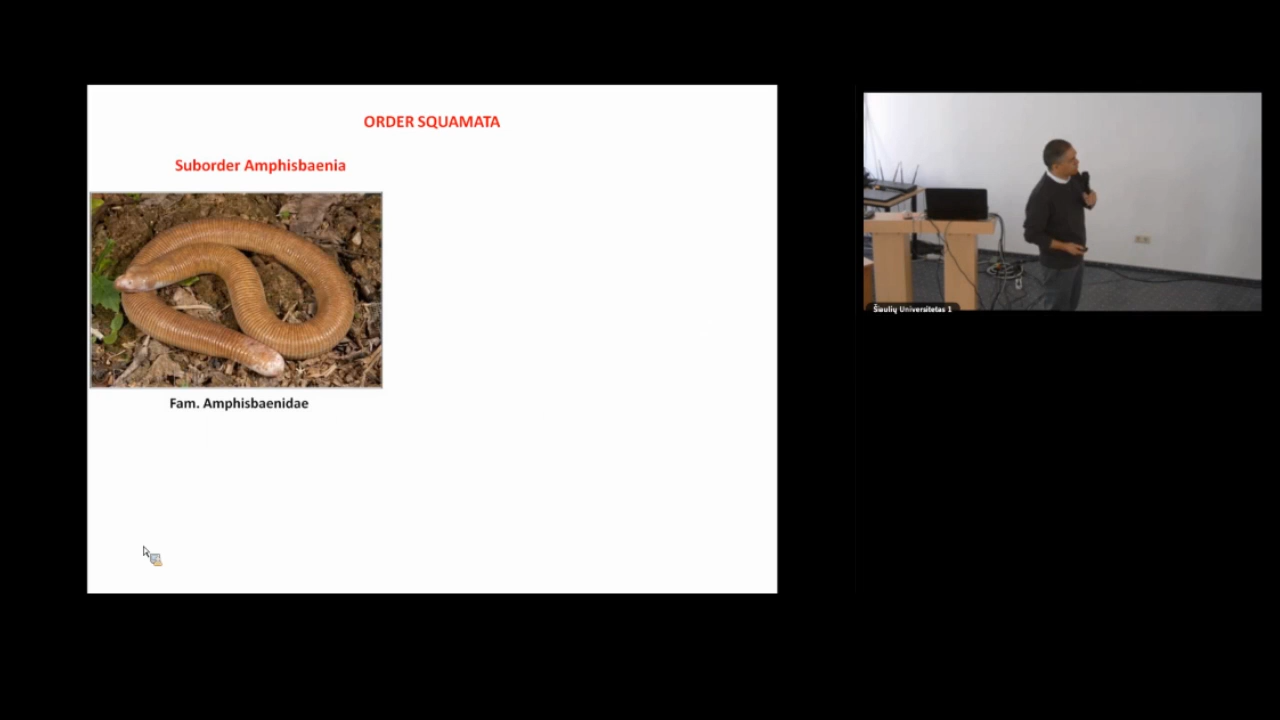 ORDER SQUAMATA
Suborder Amphisbaenia
Fam. Amphisbaenidae
Šiaulių Universitetas 1